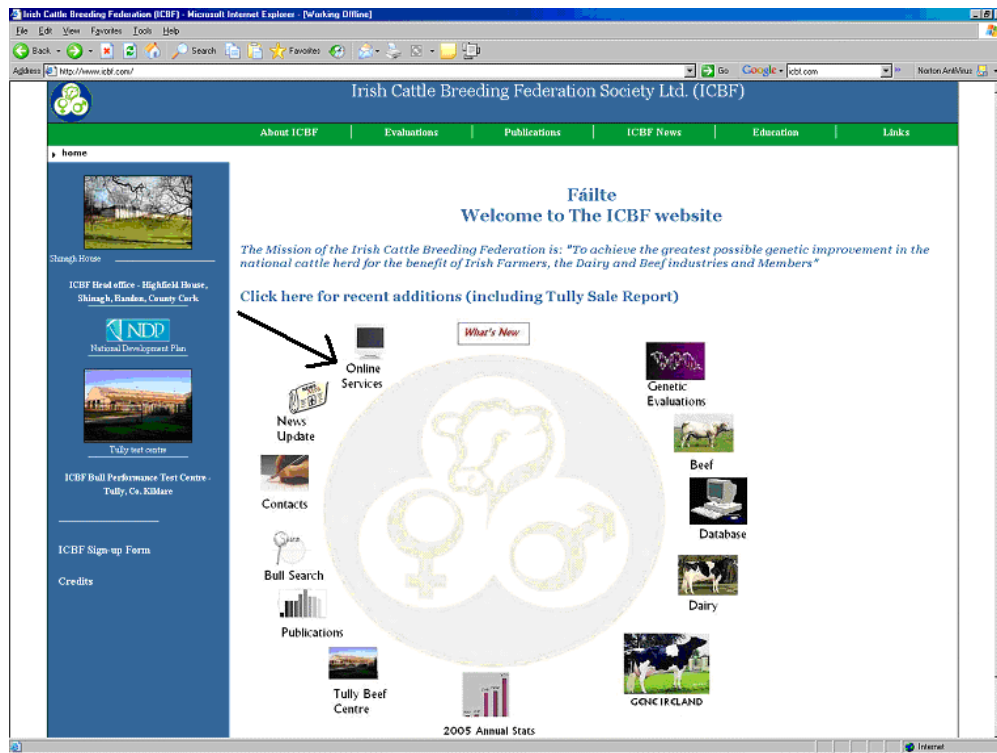 Irish Cattle Breeding Federation (ICBF) - Microsoft Internet Explorer - [Working Offline]
File Edit View Favorites Tools Help
Back Search Favorites
Address http://www.icbf.com/ Go Google icbf.com Norton AntiVirus
Irish Cattle Breeding Federation Society Ltd. (ICBF)
About ICBF | Evaluations | Publications | ICBF News | Education | Links
home
Shinagh House
ICBF Head office - Highfield House,
Shinagh, Bandon, County Cork
NDP
National Development Plan
Tully test centre
ICBF Bull Performance Test Centre -
Tully, Co. Kildare
ICBF Sign-up Form
Credits
Fáilte
Welcome to The ICBF website
The Mission of the Irish Cattle Breeding Federation is: "To achieve the greatest possible genetic improvement in the
national cattle herd for the benefit of Irish Farmers, the Dairy and Beef industries and Members"
Click here for recent additions (including Tully Sale Report)
What's New
Online
Services
News
Update
Contacts
Bull Search
Publications
Tully Beef
Centre
2005 Annual Stats
Genetic
Evaluations
Beef
Database
Dairy
GENE IRELAND
Internet